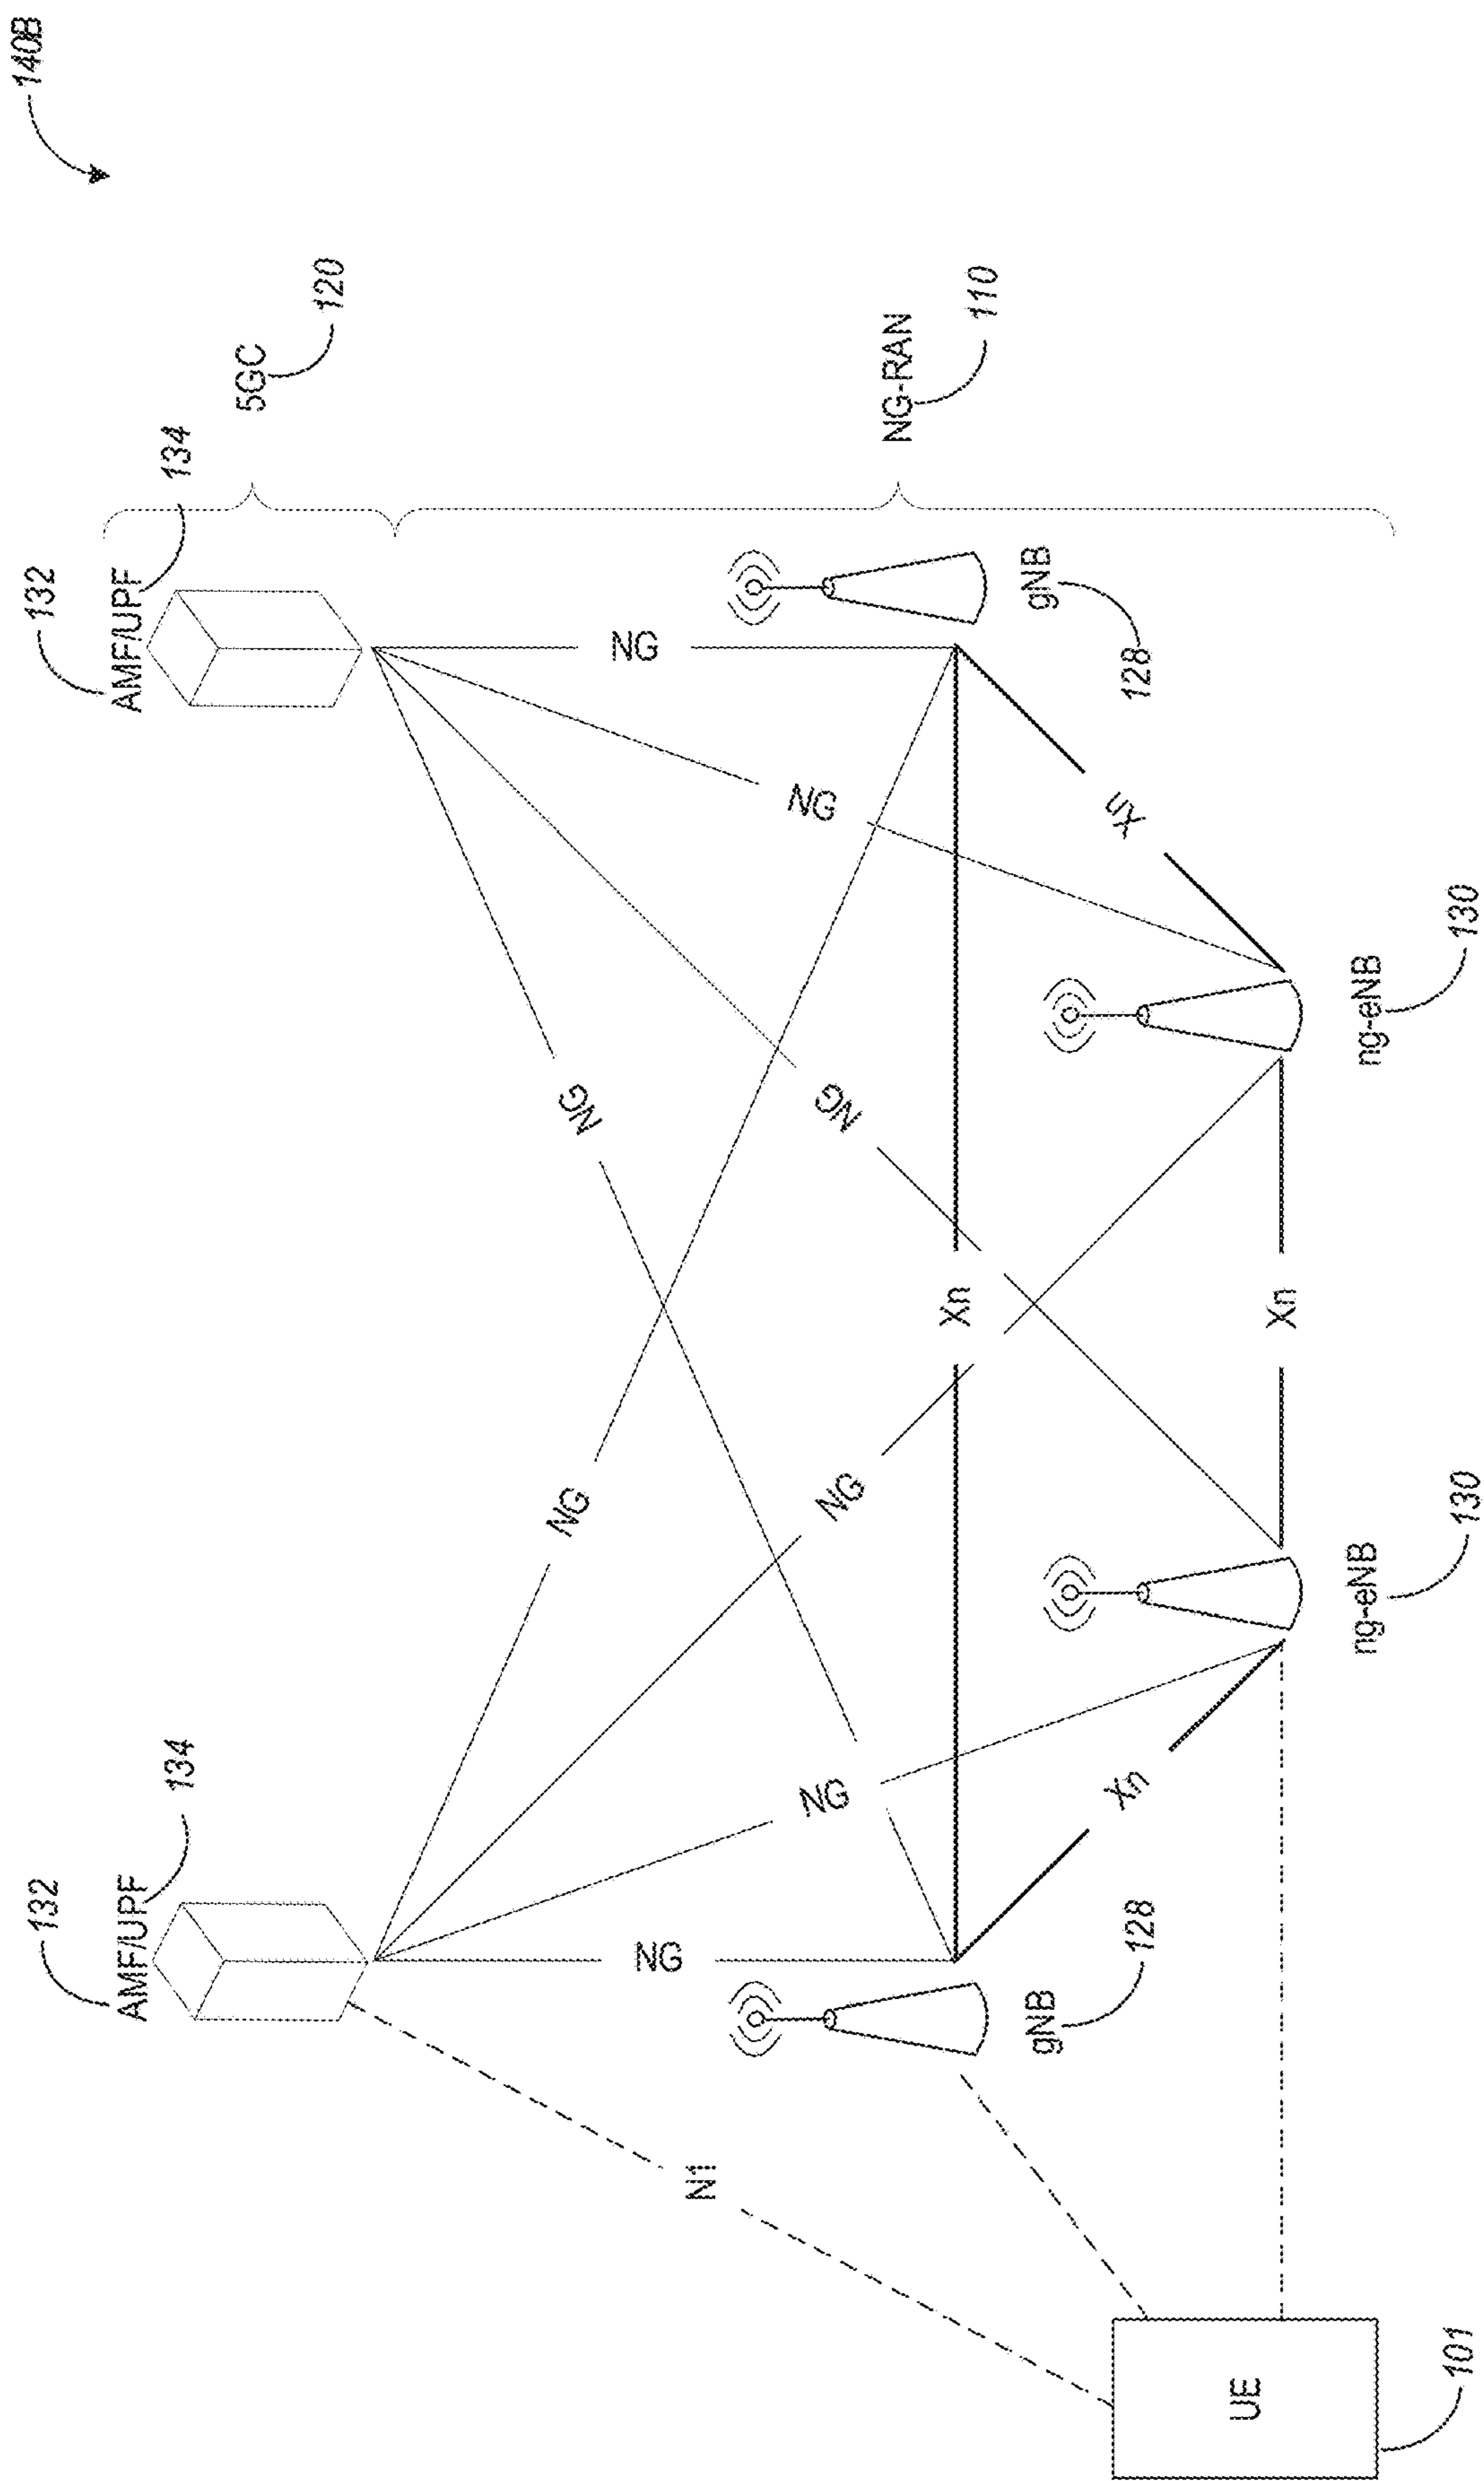 140B
132
AMF/UPF
134
132
AMF/UPF
134
5GC
120
NG
NG
NG
NG
NG
NG
NG
NG
N1
Xn
Xn
Xn
Xn
gNB
128
gNB
128
NG-RAN
110
ng-eNB
130
ng-eNB
130
UE
101